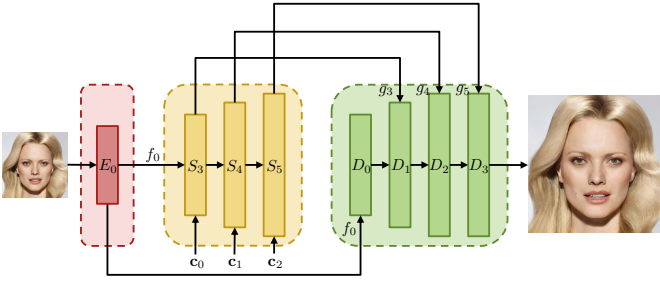 g₃ g₄ g₅
E₀ f₀ S₃ S₄ S₅ D₀ D₁ D₂ D₃
f₀
c₀ c₁ c₂